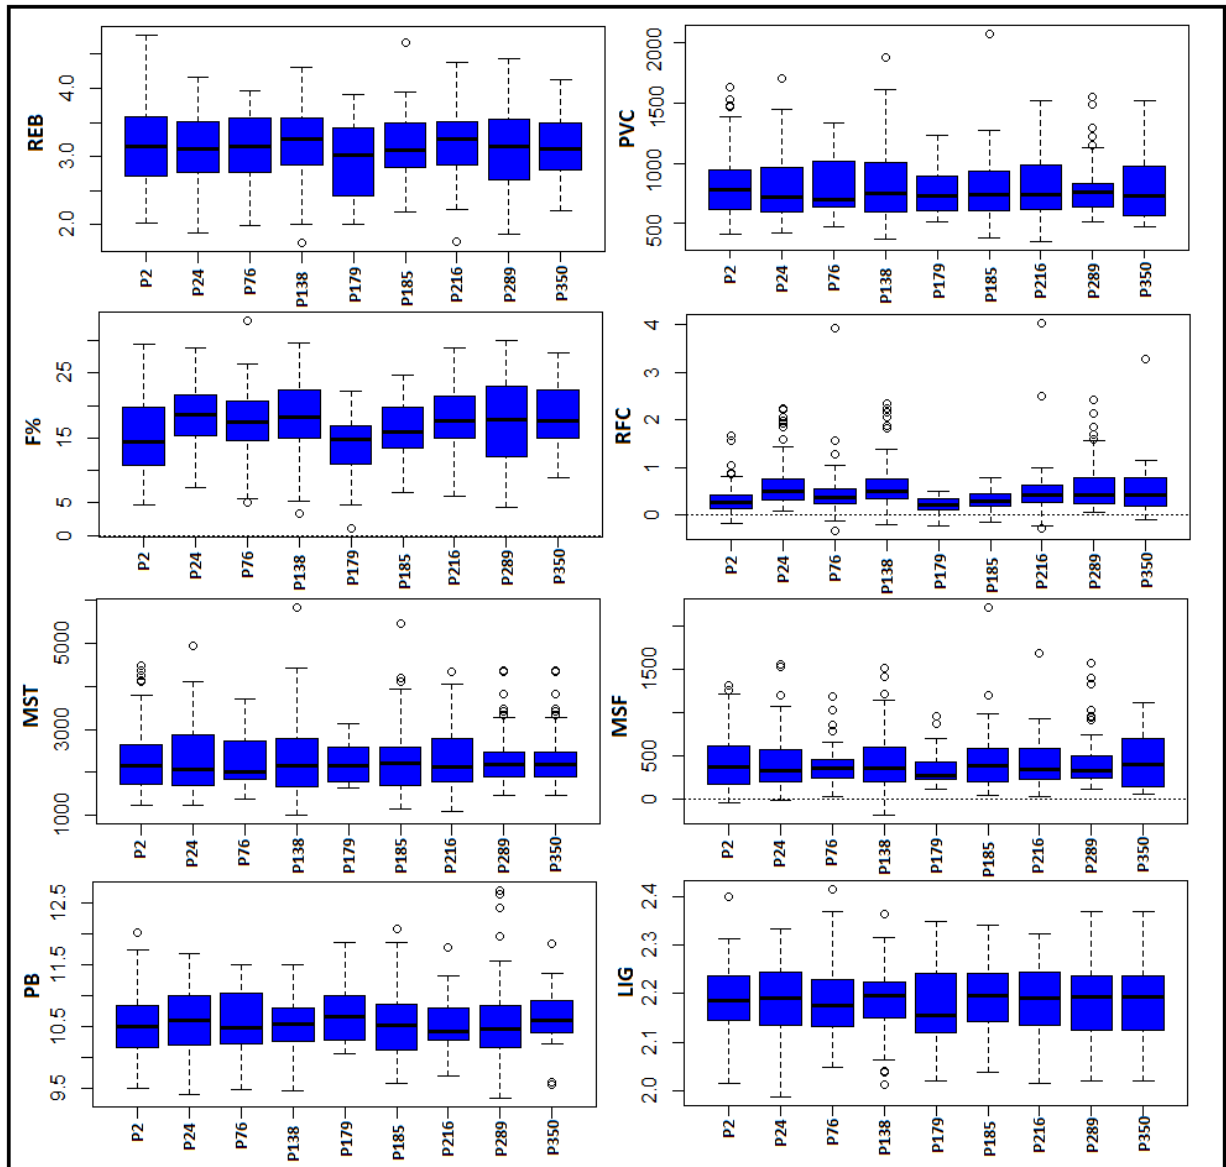 REB
4.0
3.0
2.0
P2 P24 P76 P138 P179 P185 P216 P289 P350
PVC
2000
1500
1000
500
P2 P24 P76 P138 P179 P185 P216 P289 P350
F%
25
15
5
0
P2 P24 P76 P138 P179 P185 P216 P289 P350
RFC
4
3
2
1
0
P2 P24 P76 P138 P179 P185 P216 P289 P350
MST
5000
3000
1000
P2 P24 P76 P138 P179 P185 P216 P289 P350
MSF
1500
500
0
P2 P24 P76 P138 P179 P185 P216 P289 P350
PB
12.5
11.5
10.5
9.5
P2 P24 P76 P138 P179 P185 P216 P289 P350
LIG
2.4
2.3
2.2
2.1
2.0
P2 P24 P76 P138 P179 P185 P216 P289 P350